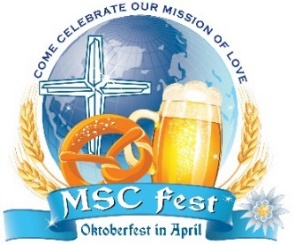 COME CELEBRATE OUR MISSION OF LOVE
MSC Fest
Oktoberfest in April